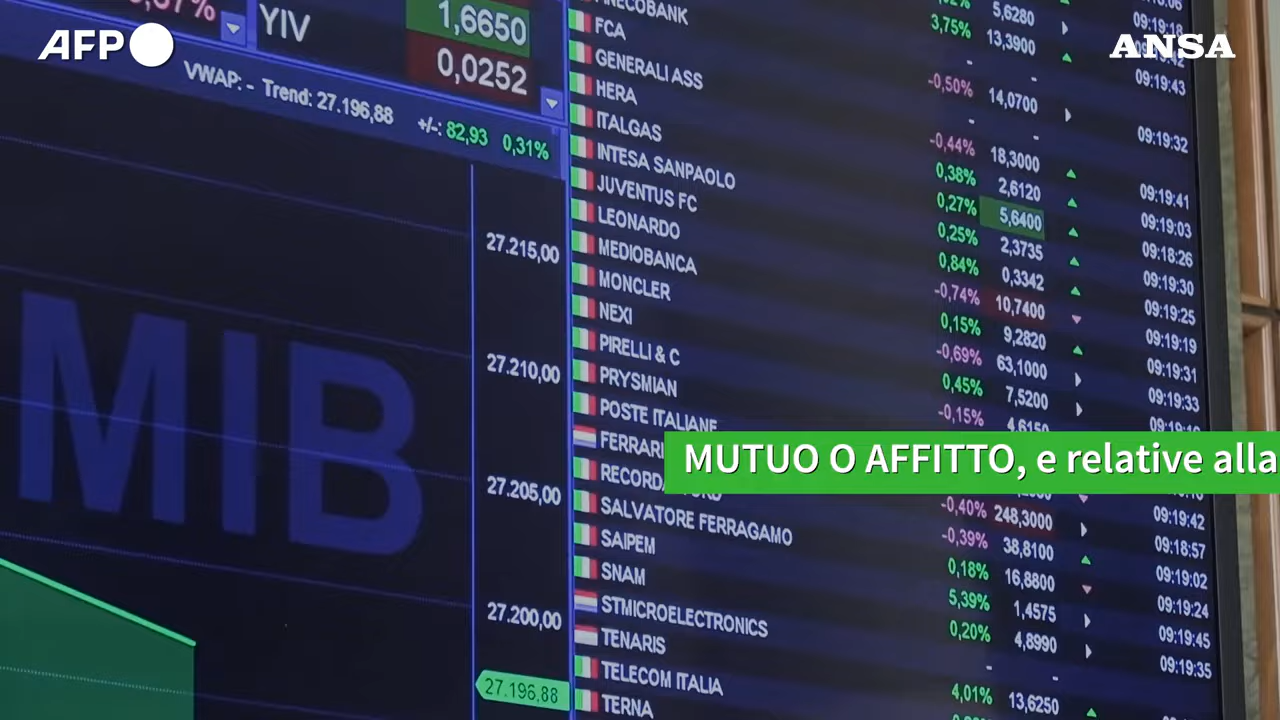 AFP
ANSA
YIV
1,6650
0,0252
VWAP: - Trend: 27.196,88 +/-: 82,93 0,31%
27.215,00
27.210,00
27.205,00
27.200,00
27.196,88
MIB
FCA
GENERALI ASS
HERA
ITALGAS
INTESA SANPAOLO
JUVENTUS FC
LEONARDO
MEDIOBANCA
MONCLER
NEXI
PIRELLI & C
PRYSMIAN
POSTE ITALIANE
FERRARI
SALVATORE FERRAGAMO
SAIPEM
SNAM
STMICROELECTRONICS
TENARIS
TELECOM ITALIA
TERNA
3,75%
-
-0,50%
-
-0,44%
0,38%
0,27%
0,25%
0,84%
-0,74%
0,15%
-0,69%
0,45%
-0,15%
-0,40%
-0,39%
0,18%
5,39%
0,20%
-
4,01%
5,6280
13,3900
-
14,0700
-
18,3000
2,6120
5,6400
2,3735
0,3342
10,7400
9,2820
63,1000
7,5200
4,6150
248,3000
38,8100
16,8800
1,4575
4,8990
-
13,6250
09:19:18
09:19:43
09:19:32
09:19:41
09:19:03
09:18:26
09:19:30
09:19:25
09:19:19
09:19:31
09:19:33
09:19:42
09:18:57
09:19:02
09:19:24
09:19:45
09:19:35
MUTUO O AFFITTO, e relative alla